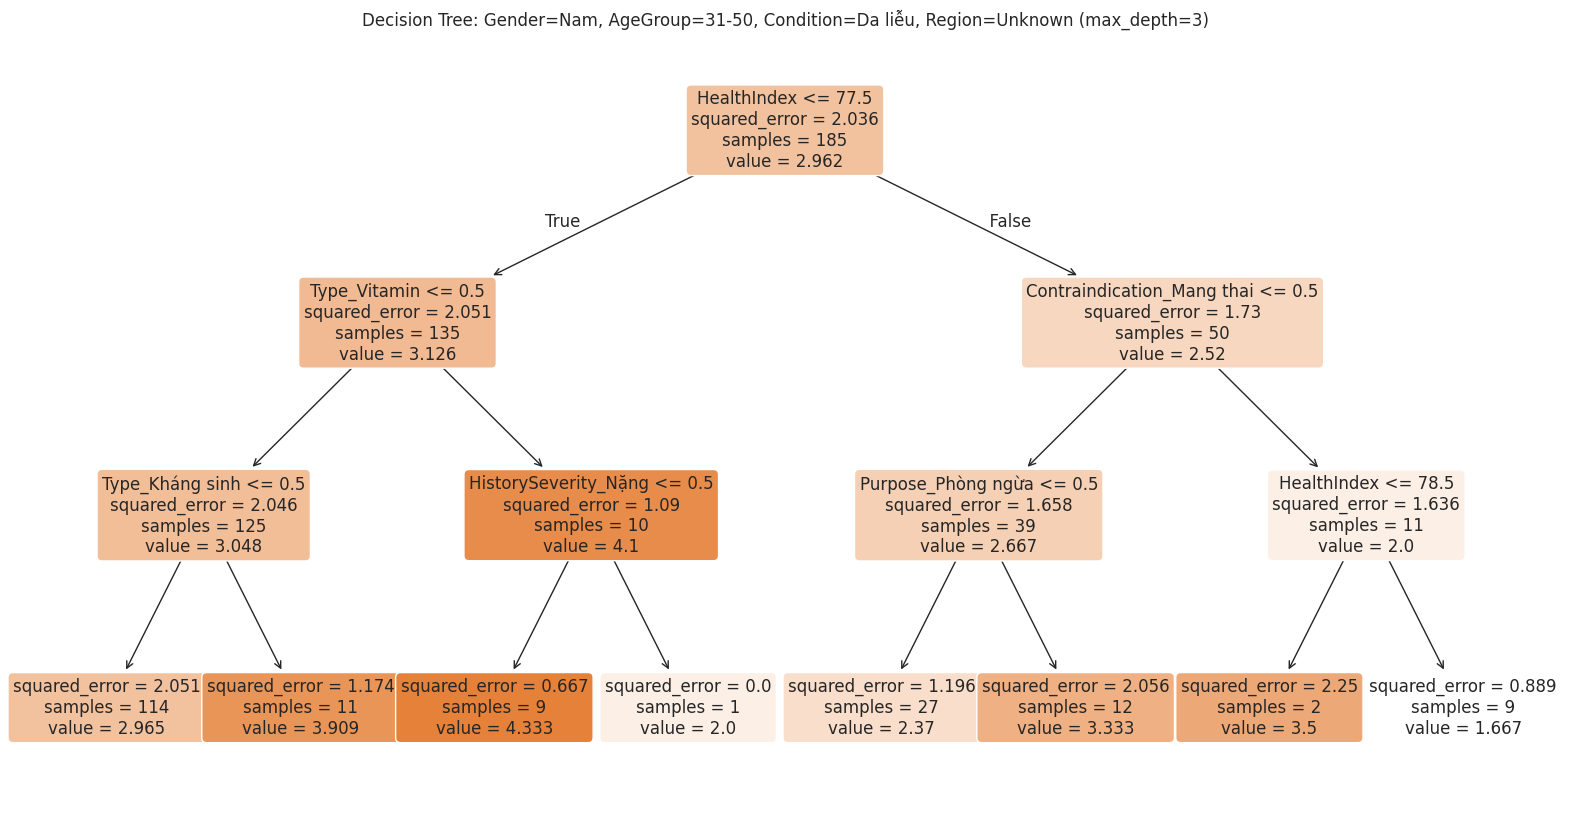 Decision Tree: Gender=Nam, AgeGroup=31-50, Condition=Da liễu, Region=Unknown (max_depth=3)
HealthIndex <= 77.5
squared_error = 2.036
samples = 185
value = 2.962
True
False
Type_Vitamin <= 0.5
squared_error = 2.051
samples = 135
value = 3.126
Contraindication_Mang thai <= 0.5
squared_error = 1.73
samples = 50
value = 2.52
Type_Kháng sinh <= 0.5
squared_error = 2.046
samples = 125
value = 3.048
HistorySeverity_Nặng <= 0.5
squared_error = 1.09
samples = 10
value = 4.1
Purpose_Phòng ngừa <= 0.5
squared_error = 1.658
samples = 39
value = 2.667
HealthIndex <= 78.5
squared_error = 1.636
samples = 11
value = 2.0
squared_error = 2.051
samples = 114
value = 2.965
squared_error = 1.174
samples = 11
value = 3.909
squared_error = 0.667
samples = 9
value = 4.333
squared_error = 0.0
samples = 1
value = 2.0
squared_error = 1.196
samples = 27
value = 2.37
squared_error = 2.056
samples = 12
value = 3.333
squared_error = 2.25
samples = 2
value = 3.5
squared_error = 0.889
samples = 9
value = 1.667